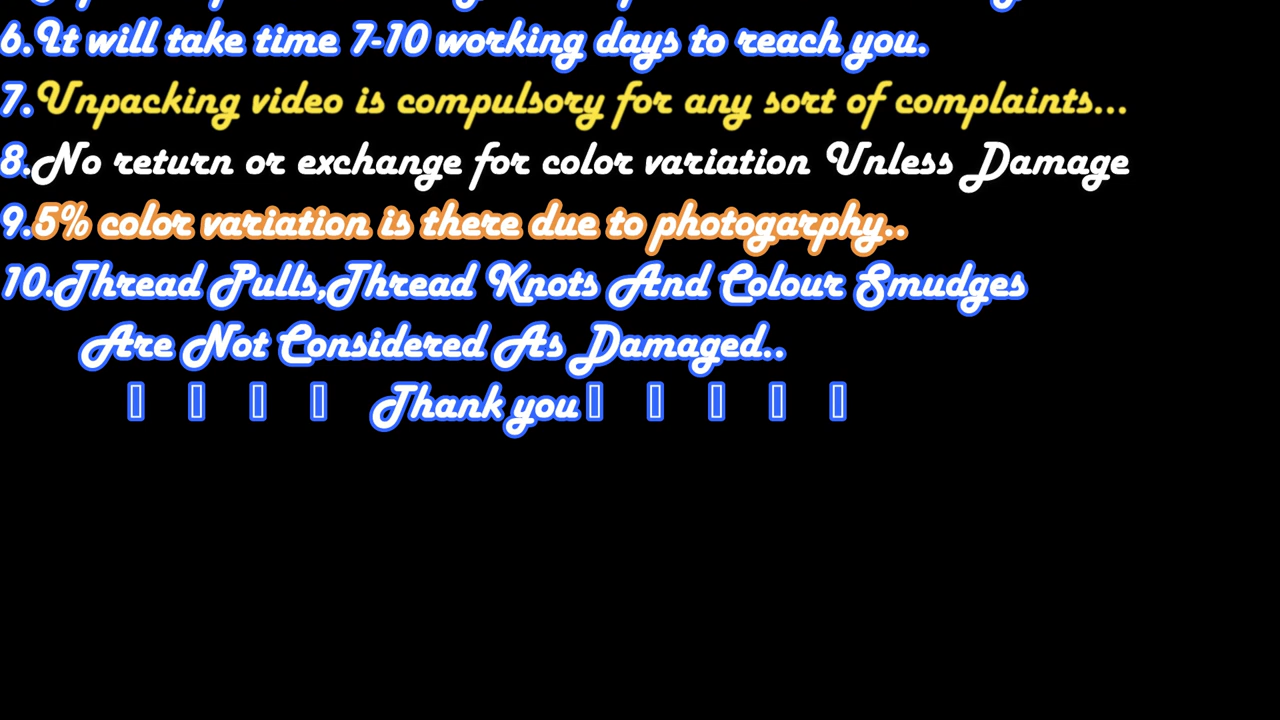 6.It will take time 7-10 working days to reach you.
7.Unpacking video is compulsory for any sort of complaints...
8.No return or exchange for color variation Unless Damage
9.5% color variation is there due to photogarphy..
10.Thread Pulls,Thread Knots And Colour Smudges
Are Not Considered As Damaged..
Thank you